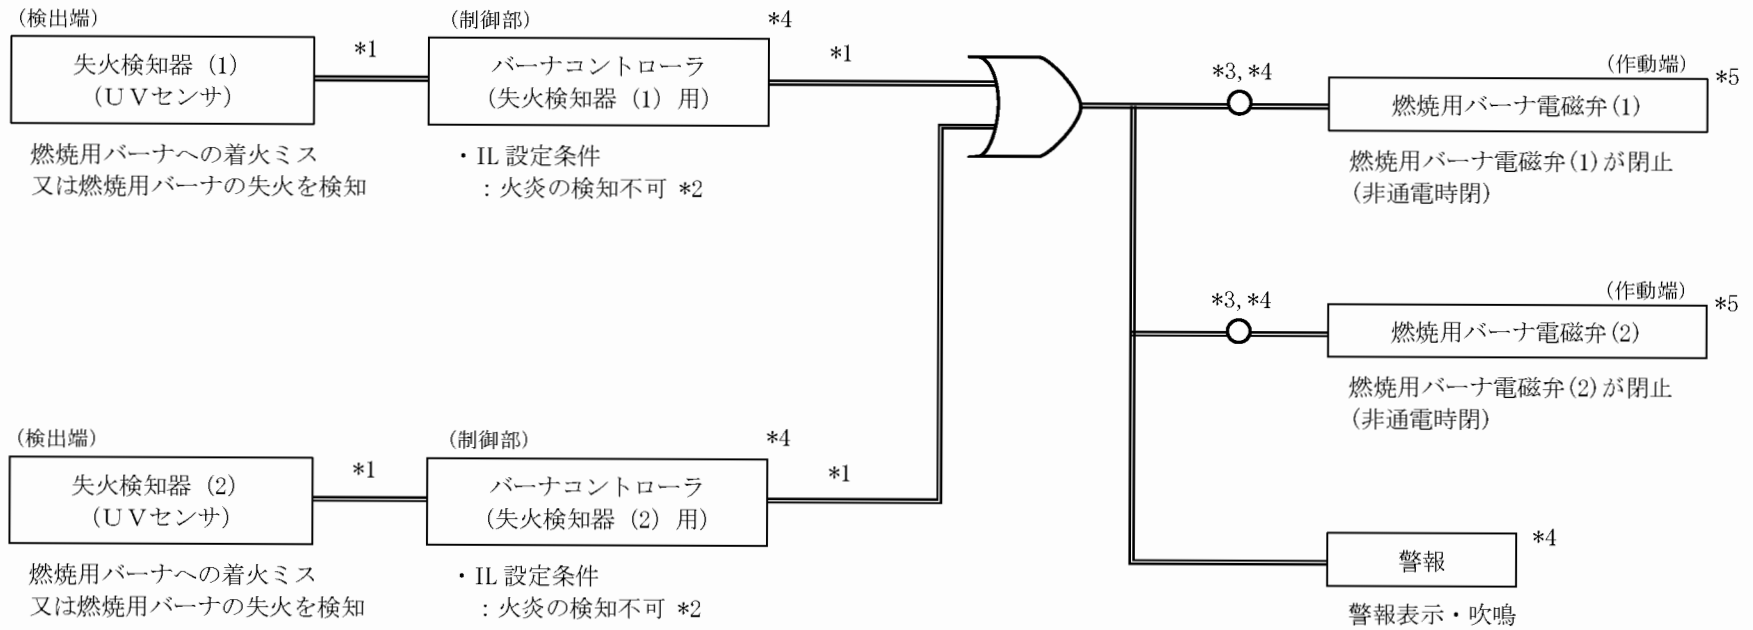 (検出端)
失火検知器 (1)
(UVセンサ)
*1
燃焼用バーナへの着火ミス
又は燃焼用バーナの失火を検知
(制御部)
*4
バーナコントローラ
(失火検知器 (1) 用)
*1
・IL 設定条件
：火炎の検知不可 *2
*3, *4
(作動端)
*5
燃焼用バーナ電磁弁(1)
燃焼用バーナ電磁弁(1)が閉止
(非通電時閉)
*3, *4
(作動端)
*5
燃焼用バーナ電磁弁(2)
燃焼用バーナ電磁弁(2)が閉止
(非通電時閉)
(検出端)
失火検知器 (2)
(UVセンサ)
*1
燃焼用バーナへの着火ミス
又は燃焼用バーナの失火を検知
(制御部)
*4
バーナコントローラ
(失火検知器 (2) 用)
*1
・IL 設定条件
：火炎の検知不可 *2
*4
警報
警報表示・吹鳴